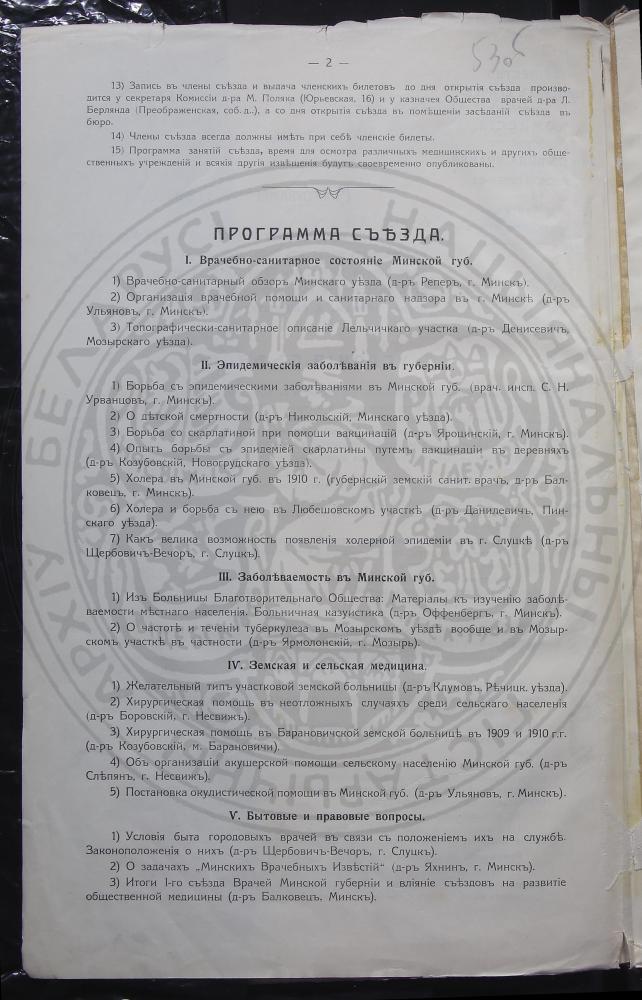 — 2 —
530б
13) Запись въ члены съѣзда и выдача членскихъ билетовъ до дня открытія съѣзда произво-
дится у секретаря Комиссіи д-ра М. Поляка (Юрьевская, 16) и у казначея Общества врачей д-ра Л.
Берлянда (Преображенская, соб. д..), а со дня открытія съѣзда въ помѣщеніи засѣданій съѣзда въ
бюро.
14) Члены съѣзда всегда должны имѣть при себѣ членскіе билеты.
15) Программа занятій съѣзда, время для осмотра различныхъ медицинскихъ и другихъ обще-
ственныхъ учрежденій и всякія другія извѣщенія будутъ своевременно опубликованы.
ПРОГРАММА СЪѢЗДА.
I. Врачебно-санитарное состояніе Минской губ.
1) Врачебно-санитарный обзоръ Минскаго уѣзда (д-ръ Реперъ, г. Минскъ).
2) Организація врачебной помощи и санитарнаго надзора въ г. Минскѣ (д-ръ
Ульяновъ, г. Минскъ).
3) Топографически-санитарное описаніе Лельчичкаго участка (д-ръ Денисевичъ,
Мозырскаго уѣзда).
II. Эпидемическія заболѣванія въ губерніи.
1) Борьба съ эпидемическими заболѣваніями въ Минской губ. (врач. инсп. С. Н.
Урванцовъ, г. Минскъ).
2) О дѣтской смертности (д-ръ Никольскій, Минскаго уѣзда).
3) Борьба со скарлатиной при помощи вакцинацій (д-ръ Яроцинскій, г. Минскъ).
4) Опытъ борьбы съ эпидеміей скарлатины путемъ вакцинаціи въ деревняхъ
(д-ръ Козубовскій, Новогрудскаго уѣзда).
5) Холера въ Минской губ. въ 1910 г. (губернскій земскій санит. врачъ, д-ръ Бал-
ковецъ, г. Минскъ).
6) Холера и борьба съ нею въ Любешовскомъ участкѣ (д-ръ Данилевичъ, Пин-
скаго уѣзда).
7) Какъ велика возможность появленія холерной эпидеміи въ г. Слуцкѣ (д-ръ
Щербовичъ-Вечоръ, г. Слуцкъ).
III. Заболѣваемость въ Минской губ.
1) Изъ Больницы Благотворительнаго Общества: Матеріалы къ изученію заболѣ-
ваемости мѣстнаго населенія. Больничная казуистика (д-ръ Оффенбергъ, г. Минскъ).
2) О частотѣ и теченіи туберкулеза въ Мозырскомъ уѣздѣ вообще и въ Мозыр-
скомъ участкѣ въ частности (д-ръ Ярмолонскій, г. Мозырь).
IV. Земская и сельская медицина.
1) Желательный типъ участковой земской больницы (д-ръ Клумовъ, Рѣчицк. уѣзда).
2) Хирургическая помощь въ неотложныхъ случаяхъ среди сельскаго населенія
(д-ръ Боровскій, г. Несвижъ).
3) Хирургическая помощь въ Барановичской земской больницѣ въ 1909 и 1910 г.г.
(д-ръ Козубовскій, м. Барановичи).
4) Объ организаціи акушерской помощи сельскому населенію Минской губ. (д-ръ
Слѣпянъ, г. Несвижъ).
5) Постановка окулистической помощи въ Минской губ. (д-ръ Ульяновъ, г. Минскъ).
V. Бытовые и правовые вопросы.
1) Условія быта городовыхъ врачей въ связи съ положеніемъ ихъ на службѣ.
Законоположенія о нихъ (д-ръ Щербовичъ-Вечоръ, г. Слуцкъ).
2) О задачахъ „Минскихъ Врачебныхъ Извѣстій“ (д-ръ Яхнинъ, г. Минскъ).
3) Итоги I-го съѣзда Врачей Минской губерніи и вліяніе съѣздовъ на развитіе
общественной медицины (д-ръ Балковецъ, Минскъ).